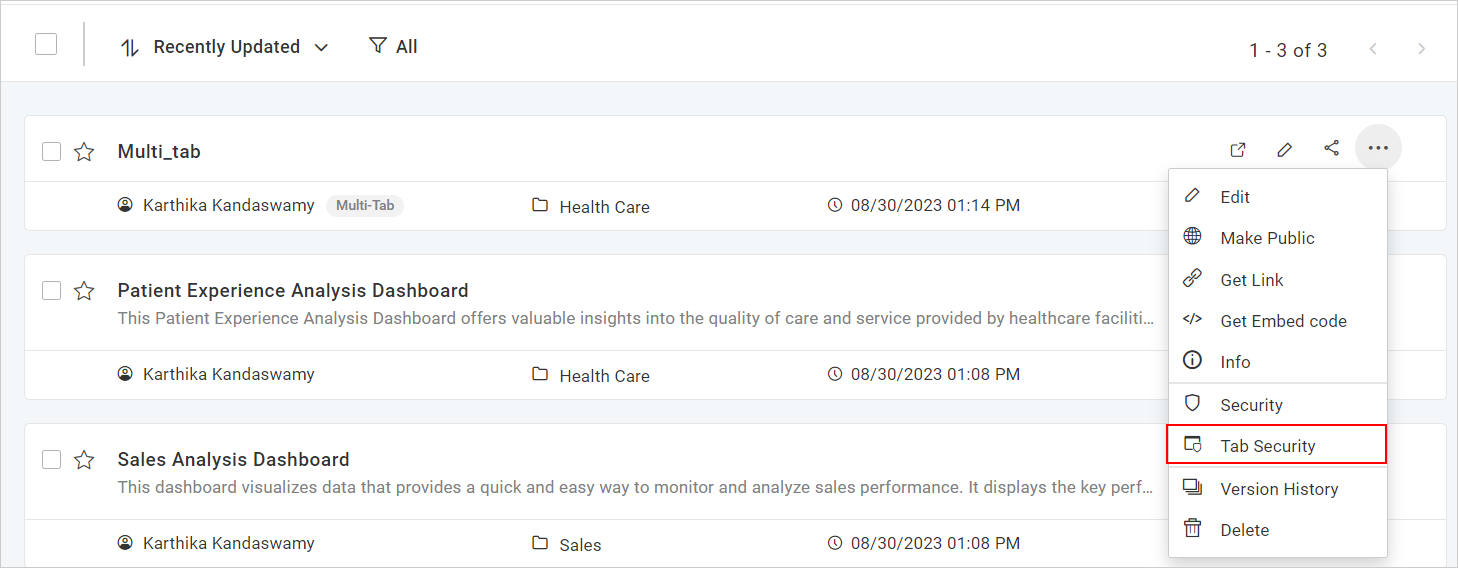 Recently Updated
All
1 - 3 of 3
Multi_tab
Karthika Kandaswamy
Multi-Tab
Health Care
08/30/2023 01:14 PM
Patient Experience Analysis Dashboard
This Patient Experience Analysis Dashboard offers valuable insights into the quality of care and service provided by healthcare faciliti...
Karthika Kandaswamy
Health Care
08/30/2023 01:08 PM
Sales Analysis Dashboard
This dashboard visualizes data that provides a quick and easy way to monitor and analyze sales performance. It displays the key perf...
Karthika Kandaswamy
Sales
08/30/2023 01:08 PM
Edit
Make Public
Get Link
Get Embed code
Info
Security
Tab Security
Version History
Delete